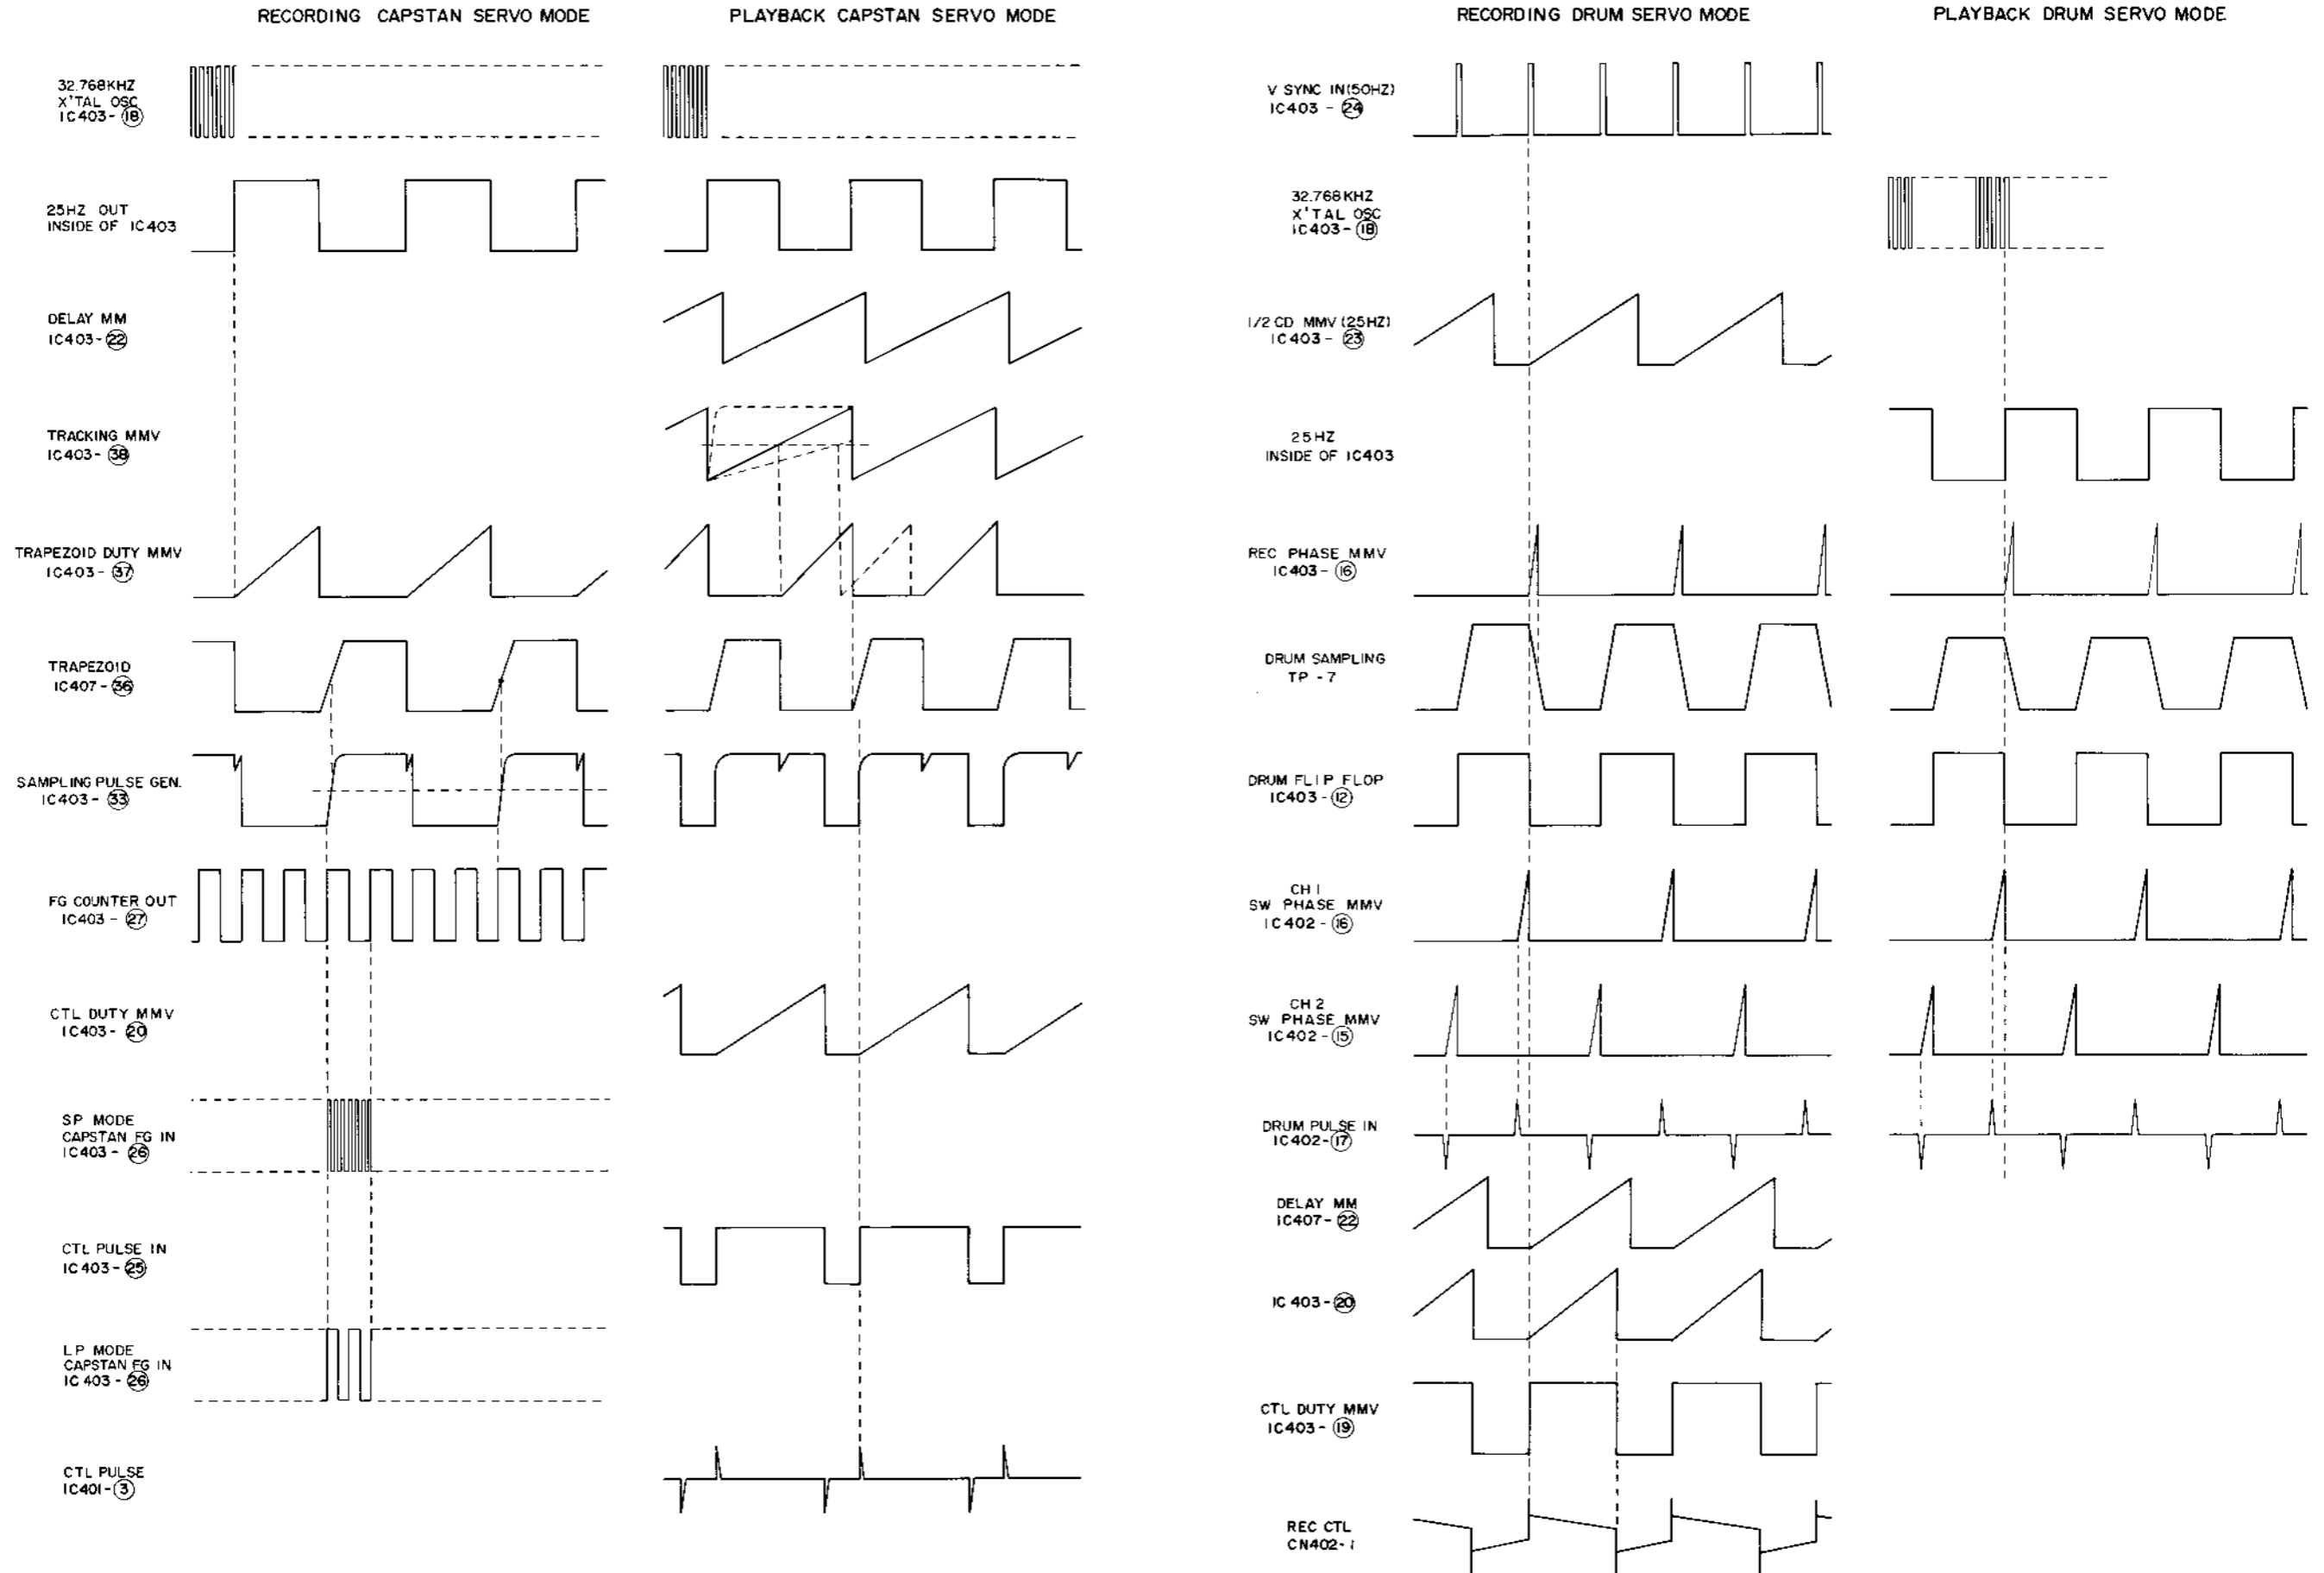 RECORDING CAPSTAN SERVO MODE
PLAYBACK CAPSTAN SERVO MODE
32.768KHZ
X'TAL OSC
IC403-⑱
25HZ OUT
INSIDE OF IC403
DELAY MM
IC403-㉒
TRACKING MMV
IC403-㊳
TRAPEZOID DUTY MMV
IC403-㊲
TRAPEZOID
IC407-㊱
SAMPLING PULSE GEN.
IC403-㉝
FG COUNTER OUT
IC403-㉗
CTL DUTY MMV
IC403-⑳
SP MODE
CAPSTAN FG IN
IC403-㉖
CTL PULSE IN
IC403-㉕
LP MODE
CAPSTAN FG IN
IC403-㉖
CTL PULSE
IC401-③
RECORDING DRUM SERVO MODE
PLAYBACK DRUM SERVO MODE
V SYNC IN(50HZ)
IC403-㉔
32.768KHZ
X'TAL OSC
IC403-⑱
1/2 CD MMV(25HZ)
IC403-㉓
25HZ
INSIDE OF IC403
REC PHASE MMV
IC403-⑯
DRUM SAMPLING
TP-7
DRUM FLIP FLOP
IC403-⑫
CH 1
SW PHASE MMV
IC402-⑯
CH 2
SW PHASE MMV
IC402-⑮
DRUM PULSE IN
IC402-⑰
DELAY MM
IC407-㉒
IC403-⑳
CTL DUTY MMV
IC403-⑲
REC CTL
CN402-1